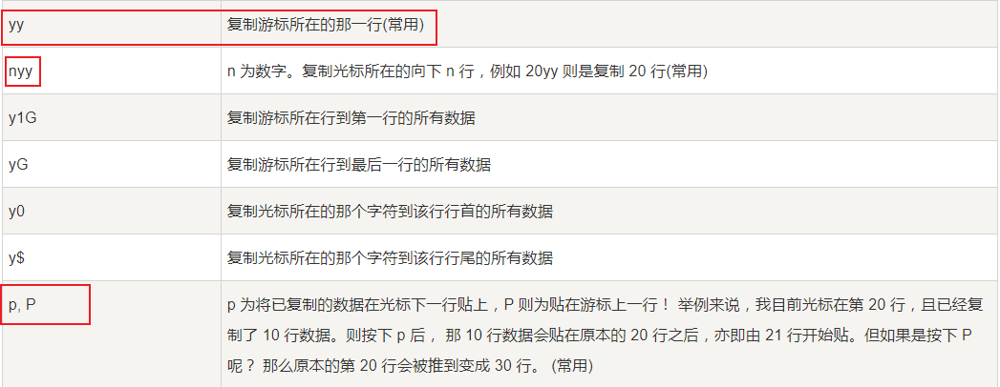 yy 复制游标所在的那一行(常用)
nyy n 为数字。复制光标所在的向下 n 行，例如 20yy 则是复制 20 行(常用)
y1G 复制游标所在行到第一行的所有数据
yG 复制游标所在行到最后一行的所有数据
y0 复制光标所在的那个字符到该行行首的所有数据
y$ 复制光标所在的那个字符到该行行尾的所有数据
p, P p 为将已复制的数据在光标下一行贴上，P 则为贴在游标上一行！ 举例来说，我目前光标在第 20 行，且已经复
制了 10 行数据。则按下 p 后， 那 10 行数据会贴在原本的 20 行之后，亦即由 21 行开始贴。但如果是按下 P
呢？ 那么原本的第 20 行会被推到变成 30 行。 (常用)